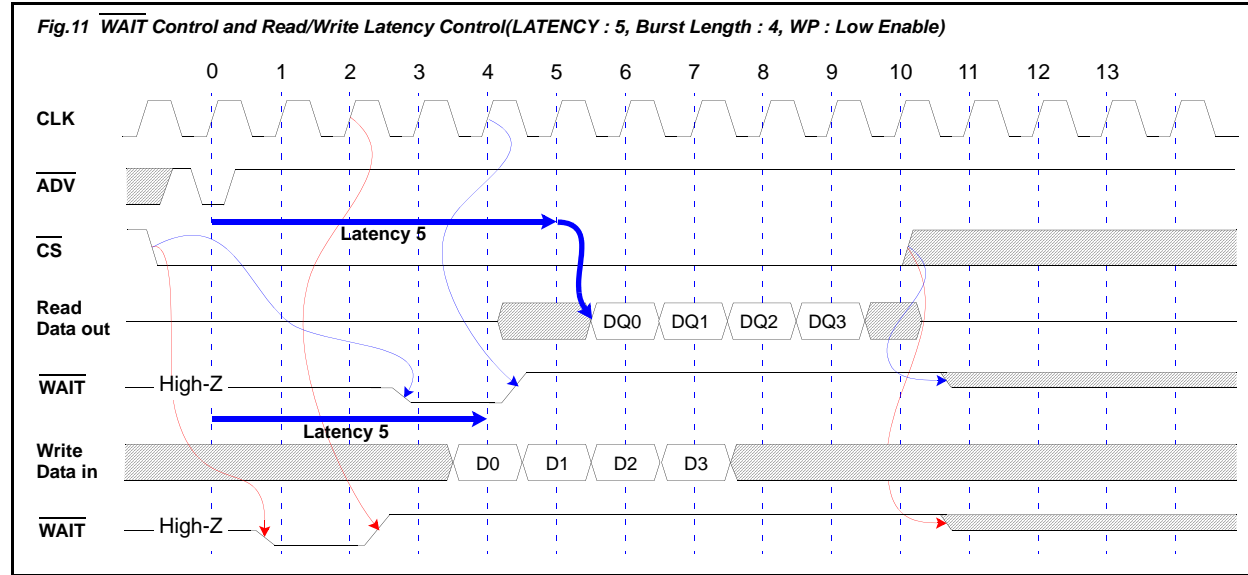 Fig.11 WAIT Control and Read/Write Latency Control(LATENCY : 5, Burst Length : 4, WP : Low Enable)
0 1 2 3 4 5 6 7 8 9 10 11 12 13
CLK
ADV
Latency 5
CS
Read
Data out
DQ0 DQ1 DQ2 DQ3
WAIT High-Z
Latency 5
Write
Data in
D0 D1 D2 D3
WAIT High-Z